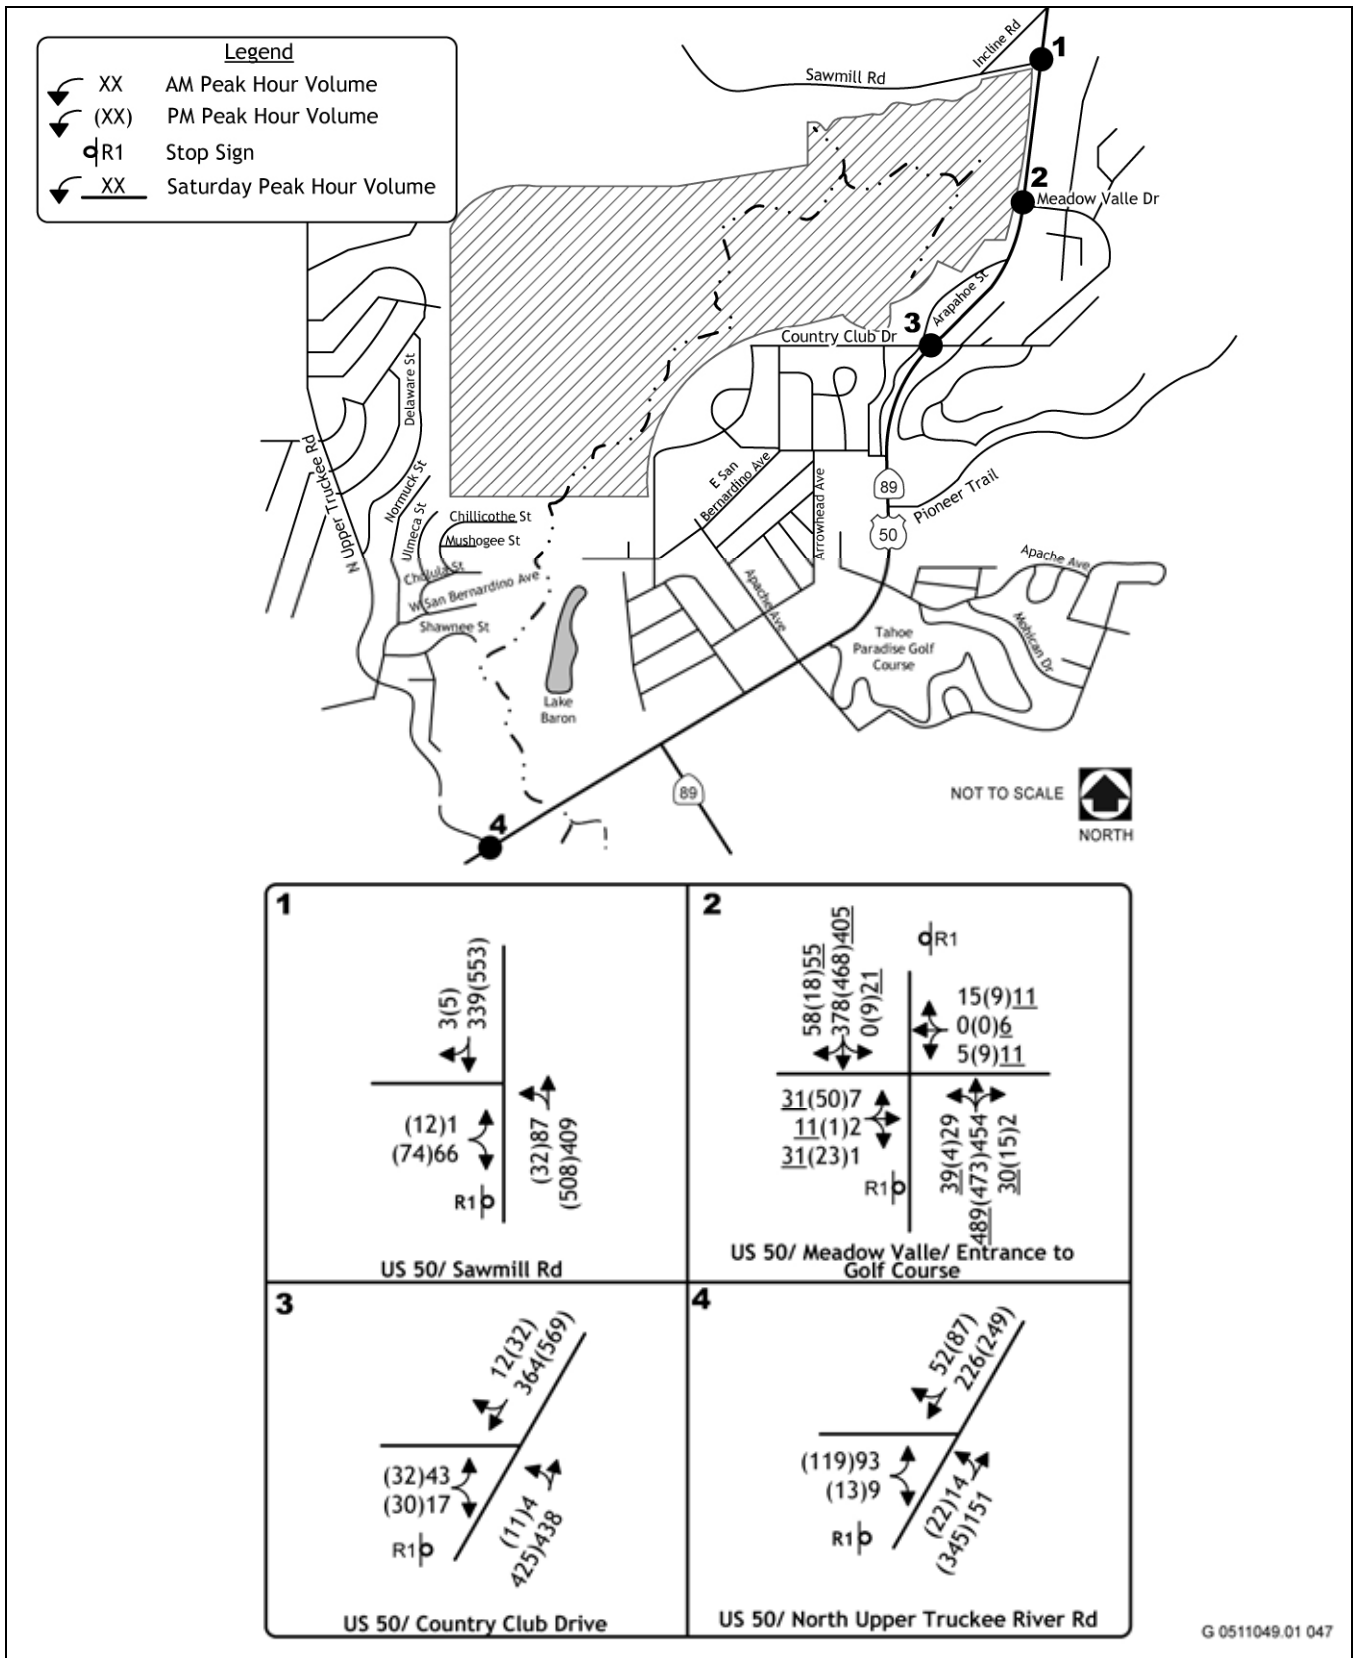 Legend
XX AM Peak Hour Volume
(XX) PM Peak Hour Volume
R1 Stop Sign
XX Saturday Peak Hour Volume
Incline Rd
1
Sawmill Rd
2
Meadow Valle Dr
Arapahoe St
3
Country Club Dr
Delaware St
N Upper Truckee Rd
Normuck St
Ulmeca St
Chillicothe St
Mushogee St
Cholula St
W San Bernardino Ave
Shawnee St
E San
Bernardino Ave
Arrowhead Ave
Apache Ave
89
Pioneer Trail
50
Apache Ave
Mohican Dr
Tahoe
Paradise Golf
Course
Lake
Baron
89
4
NOT TO SCALE
NORTH
1
3(5)
339(553)
(12)1
(74)66
(32)87
(508)409
R1
US 50/ Sawmill Rd
2
58(18)55
378(468)405
0(9)21
R1
15(9)11
0(0)6
5(9)11
31(50)7
11(1)2
31(23)1
R1
39(4)29
489(473)454
30(15)2
US 50/ Meadow Valle/ Entrance to
Golf Course
3
12(32)
364(569)
(32)43
(30)17
R1
(11)4
425)438
US 50/ Country Club Drive
4
52(87)
226(249)
(119)93
(13)9
R1
(22)14
(345)151
US 50/ North Upper Truckee River Rd
G 0511049.01 047